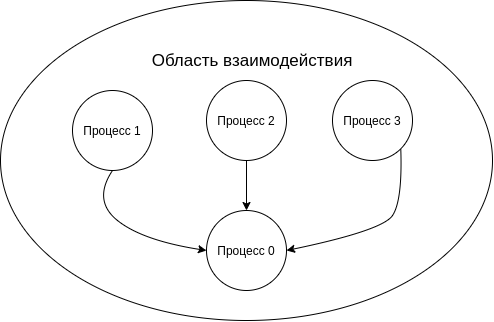 Область взаимодействия
Процесс 1
Процесс 2
Процесс 3
Процесс 0